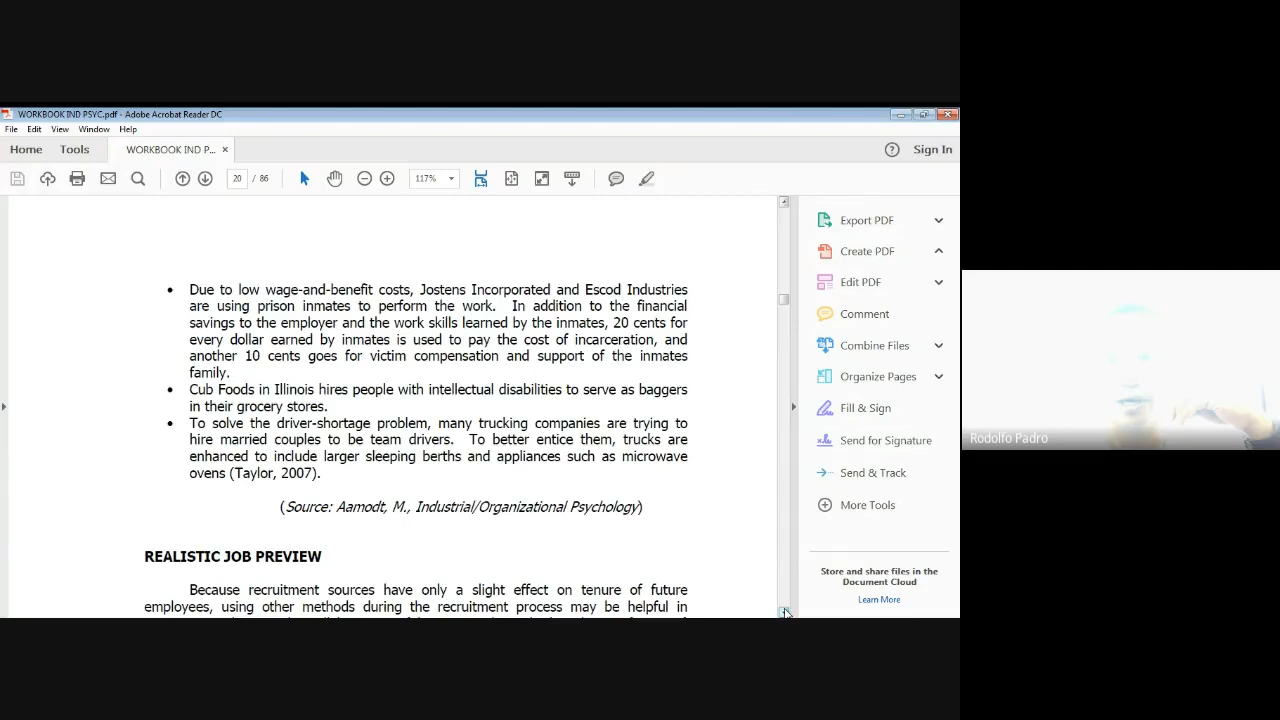 WORKBOOK IND PSYC.pdf - Adobe Acrobat Reader DC
File Edit View Window Help
Home Tools WORKBOOK IND P... × Sign In
20 / 86 117%
Due to low wage-and-benefit costs, Jostens Incorporated and Escod Industries
are using prison inmates to perform the work. In addition to the financial
savings to the employer and the work skills learned by the inmates, 20 cents for
every dollar earned by inmates is used to pay the cost of incarceration, and
another 10 cents goes for victim compensation and support of the inmates
family.
Cub Foods in Illinois hires people with intellectual disabilities to serve as baggers
in their grocery stores.
To solve the driver-shortage problem, many trucking companies are trying to
hire married couples to be team drivers. To better entice them, trucks are
enhanced to include larger sleeping berths and appliances such as microwave
ovens (Taylor, 2007).
(Source: Aamodt, M., Industrial/Organizational Psychology)
REALISTIC JOB PREVIEW
Because recruitment sources have only a slight effect on tenure of future
employees, using other methods during the recruitment process may be helpful in
Export PDF
Create PDF
Edit PDF
Comment
Combine Files
Organize Pages
Fill & Sign
Send for Signature
Send & Track
More Tools
Store and share files in the
Document Cloud
Learn More
Rodolfo Padro